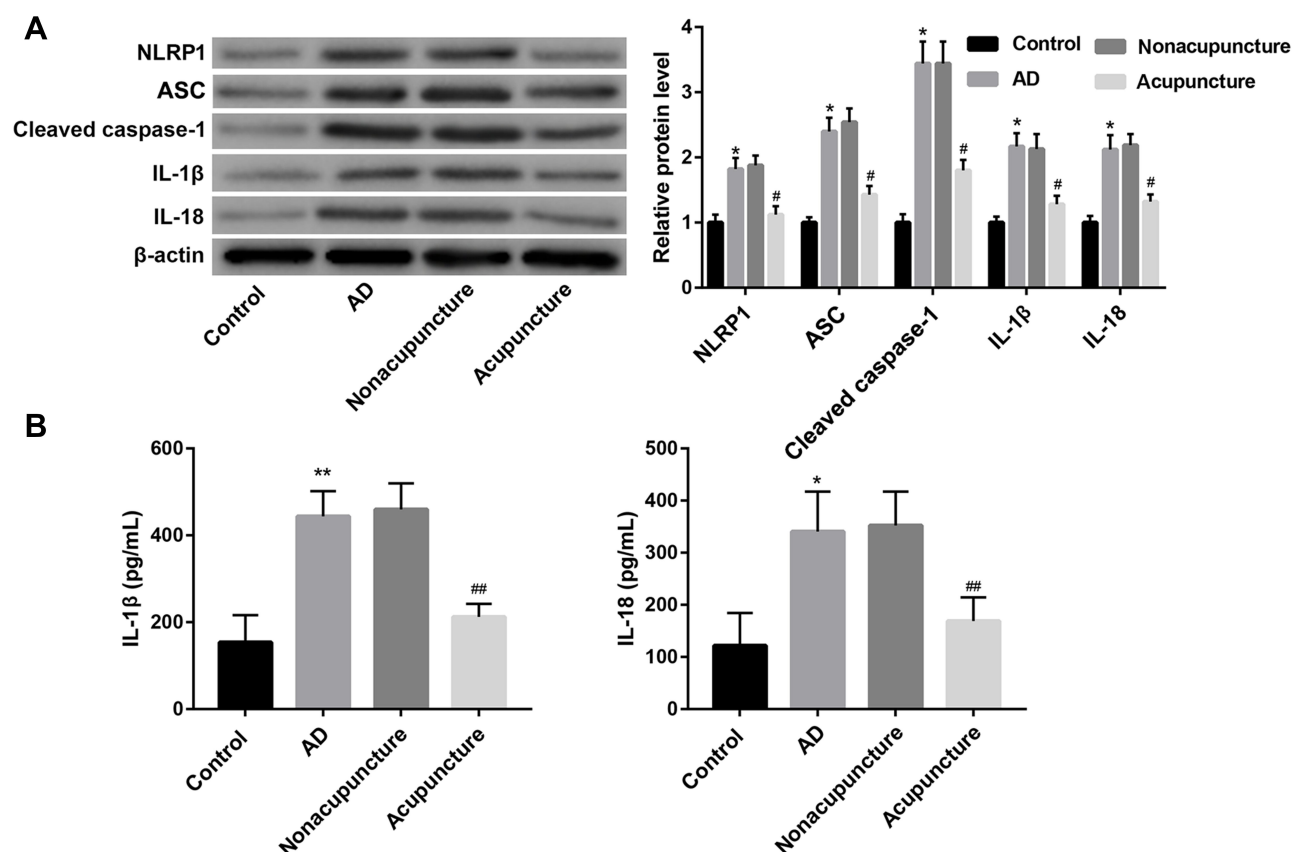 A
NLRP1
ASC
Cleaved caspase-1
IL-1β
IL-18
β-actin
Control
AD
Nonacupuncture
Acupuncture
Relative protein level
4
3
2
1
0
Control
Nonacupuncture
AD
Acupuncture
*
#
*
#
*
#
*
#
*
#
NLRP1
ASC
Cleaved caspase-1
IL-1β
IL-18
B
IL-1β (pg/mL)
600
400
200
0
**
##
Control
AD
Nonacupuncture
Acupuncture
IL-18 (pg/mL)
500
400
300
200
100
0
*
##
Control
AD
Nonacupuncture
Acupuncture